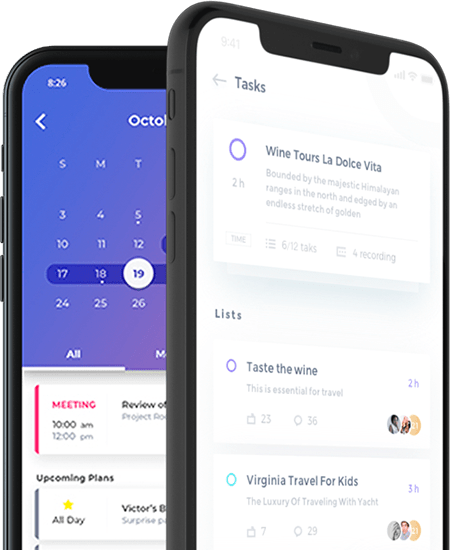 8:26
Octo
S M T
3 4 5
10 11 12
17 18 19
24 25 26
All
MEETING
10:00 am
12:00 pm
Review of
Project Roo
Upcoming Plans
All Day
Victor's B
Surprise pa
9:41
Tasks
Wine Tours La Dolce Vita
2 h
Bounded by the majestic Himalayan
ranges in the north and edged by an
endless stretch of golden
TIME 6/12 taks 4 recording
Lists
Taste the wine
2 h
This is essential for travel
23 36
Virginia Travel For Kids
3 h
The Luxury Of Traveling With Yacht
7 29